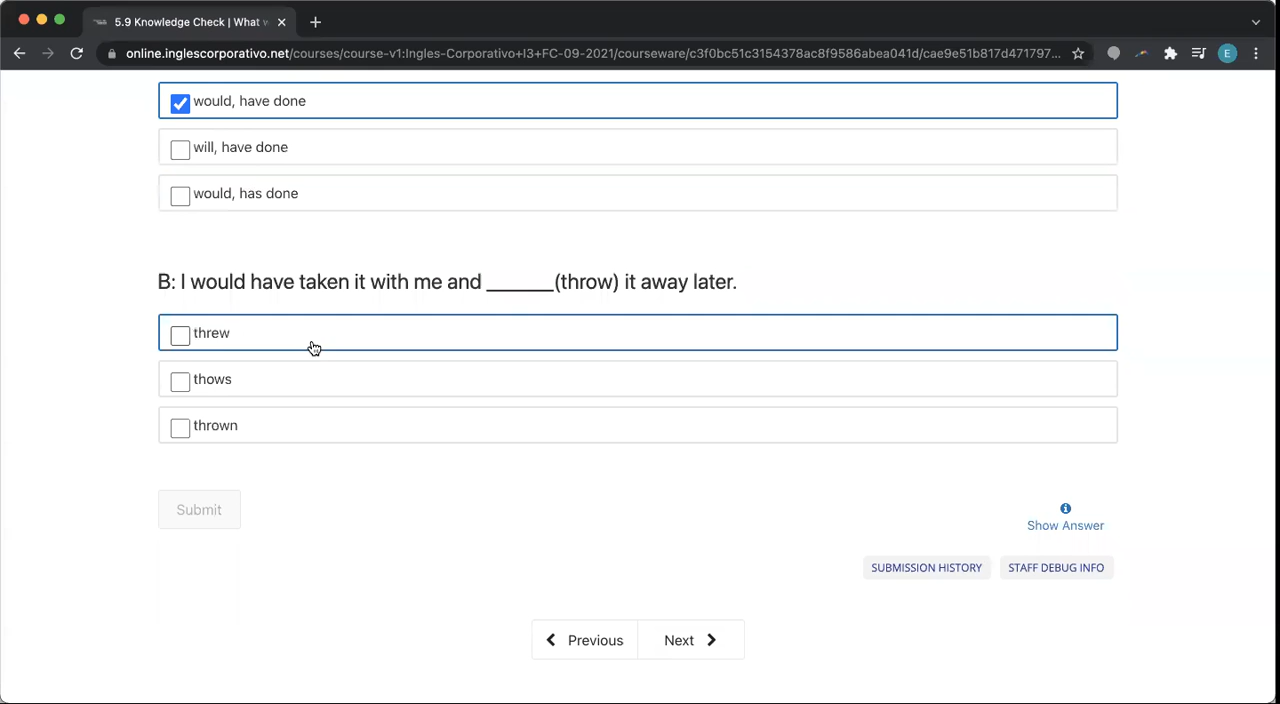 5.9 Knowledge Check | What w
online.inglescorporativo.net/courses/course-v1:Ingles-Corporativo+I3+FC-09-2021/courseware/c3f0bc51c3154378ac8f9586abea041d/cae9e51b817d471797...
E
would, have done
will, have done
would, has done
B: I would have taken it with me and ______(throw) it away later.
threw
thows
thrown
Submit
Show Answer
SUBMISSION HISTORY
STAFF DEBUG INFO
Previous
Next